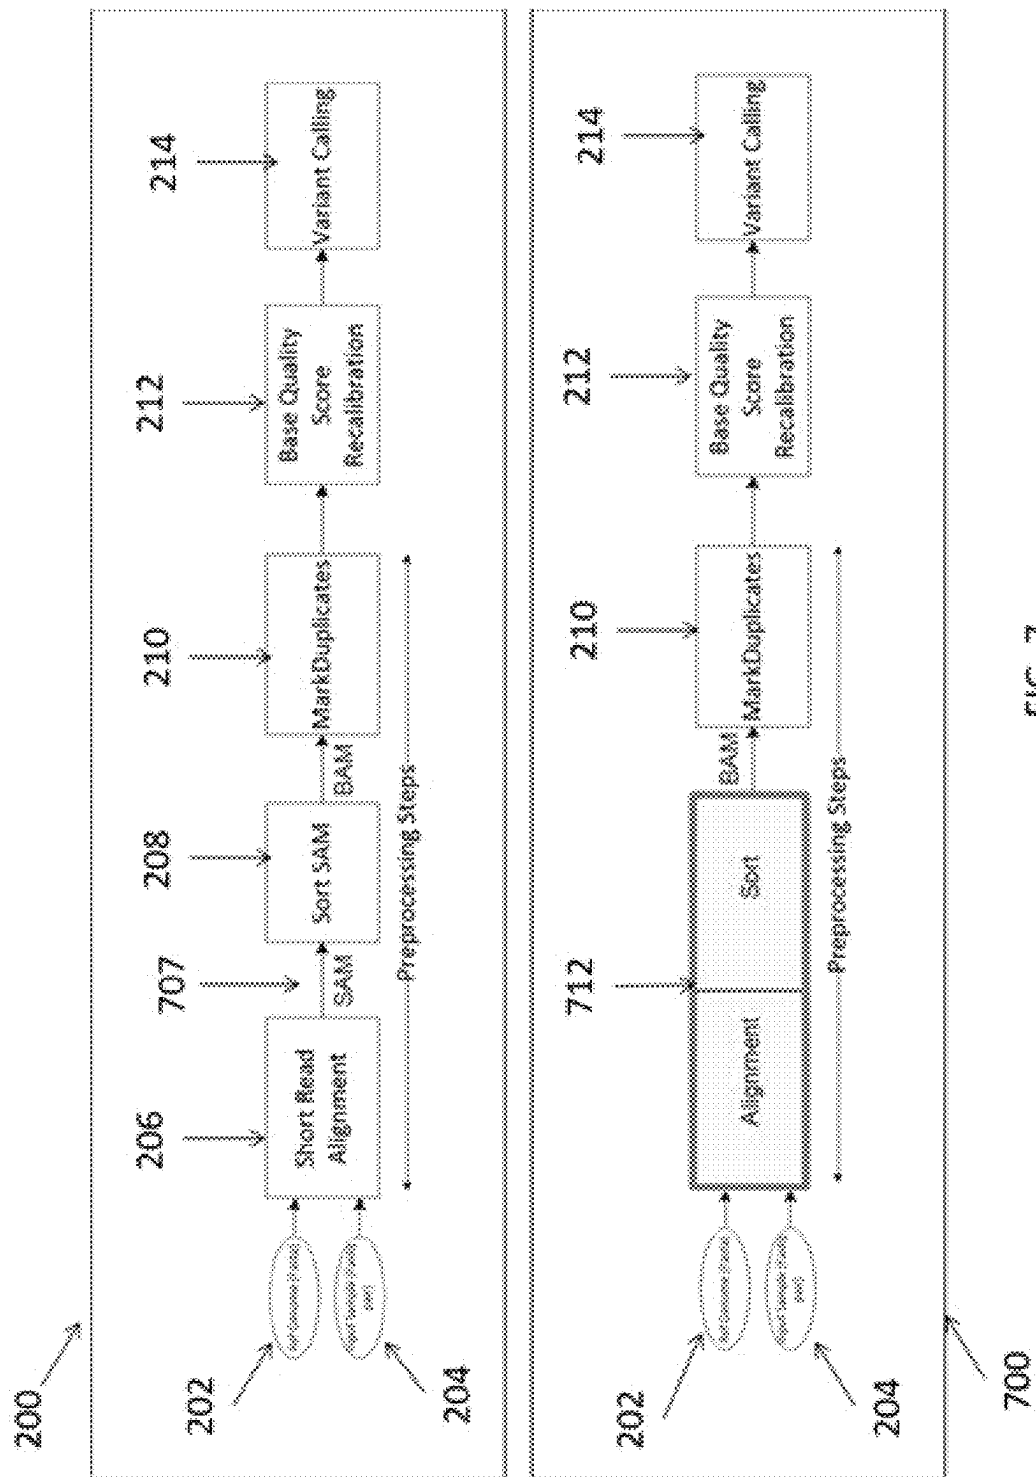 200
202
204
206
Short Read
Alignment
707
SAM
208
Sort SAM
BAM
210
MarkDuplicates
212
Base Quality
Score
Recalibration
214
Variant Calling
Preprocessing Steps
700
202
204
712
Alignment
Sort
BAM
210
MarkDuplicates
212
Base Quality
Score
Recalibration
214
Variant Calling
Preprocessing Steps
FIG. 7